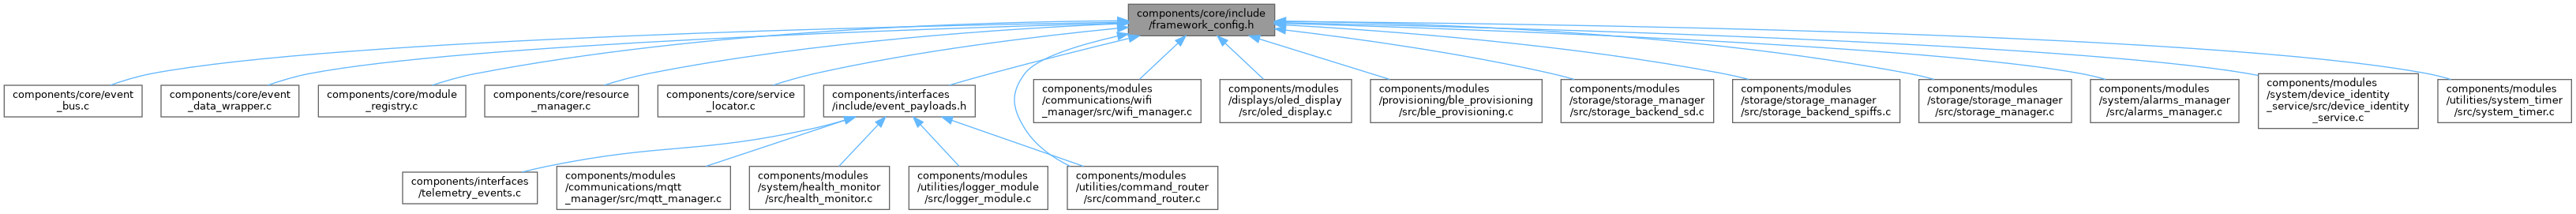 components/core/include
/framework_config.h
components/core/event
_bus.c
components/core/event
_data_wrapper.c
components/core/module
_registry.c
components/core/resource
_manager.c
components/core/service
_locator.c
components/interfaces
/include/event_payloads.h
components/modules
/communications/wifi
_manager/src/wifi_manager.c
components/modules
/displays/oled_display
/src/oled_display.c
components/modules
/provisioning/ble_provisioning
/src/ble_provisioning.c
components/modules
/storage/storage_manager
/src/storage_backend_sd.c
components/modules
/storage/storage_manager
/src/storage_backend_spiffs.c
components/modules
/storage/storage_manager
/src/storage_manager.c
components/modules
/system/alarms_manager
/src/alarms_manager.c
components/modules
/system/device_identity
_service/src/device_identity
_service.c
components/modules
/utilities/system_timer
/src/system_timer.c
components/interfaces
/telemetry_events.c
components/modules
/communications/mqtt
_manager/src/mqtt_manager.c
components/modules
/system/health_monitor
/src/health_monitor.c
components/modules
/utilities/logger_module
/src/logger_module.c
components/modules
/utilities/command_router
/src/command_router.c